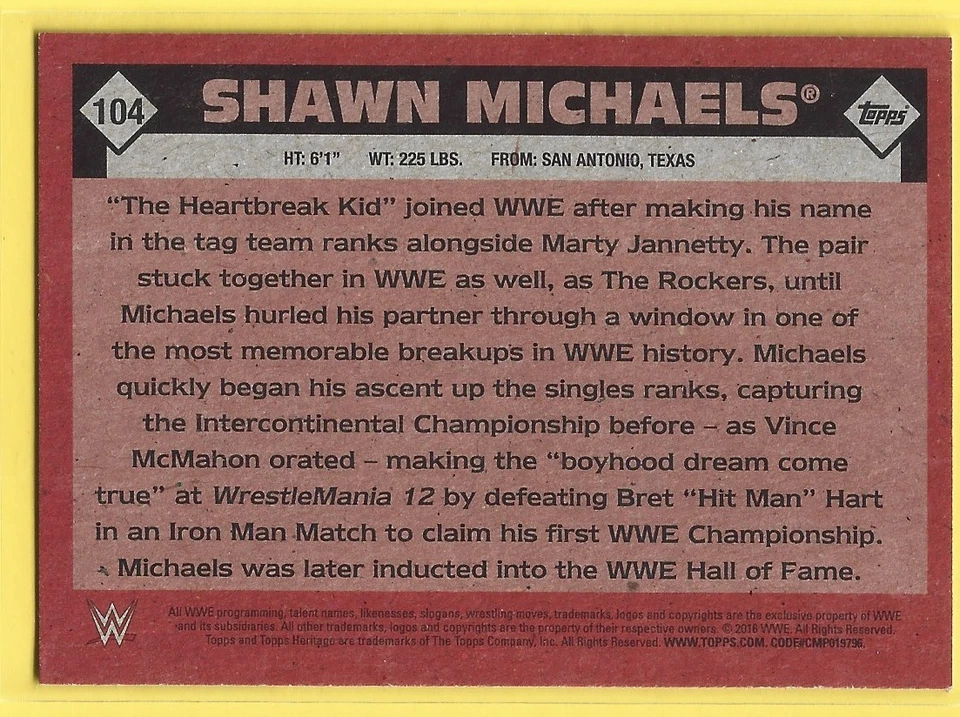 104
SHAWN MICHAELS®
Topps
HT: 6'1" WT: 225 LBS. FROM: SAN ANTONIO, TEXAS
“The Heartbreak Kid” joined WWE after making his name
in the tag team ranks alongside Marty Jannetty. The pair
stuck together in WWE as well, as The Rockers, until
Michaels hurled his partner through a window in one of
the most memorable breakups in WWE history. Michaels
quickly began his ascent up the singles ranks, capturing
the Intercontinental Championship before – as Vince
McMahon orated – making the “boyhood dream come
true” at WrestleMania 12 by defeating Bret “Hit Man” Hart
in an Iron Man Match to claim his first WWE Championship.
Michaels was later inducted into the WWE Hall of Fame.
W
All WWE programming, talent names, likenesses, slogans, wrestling moves, trademarks, logos and copyrights are the exclusive property of WWE
and its subsidiaries. All other trademarks, logos and copyrights are the property of their respective owners. © 2016 WWE. All Rights Reserved.
Topps and Topps Heritage are trademarks of The Topps Company, Inc. All Rights Reserved. WWW.TOPPS.COM. CODE#CMP019796.